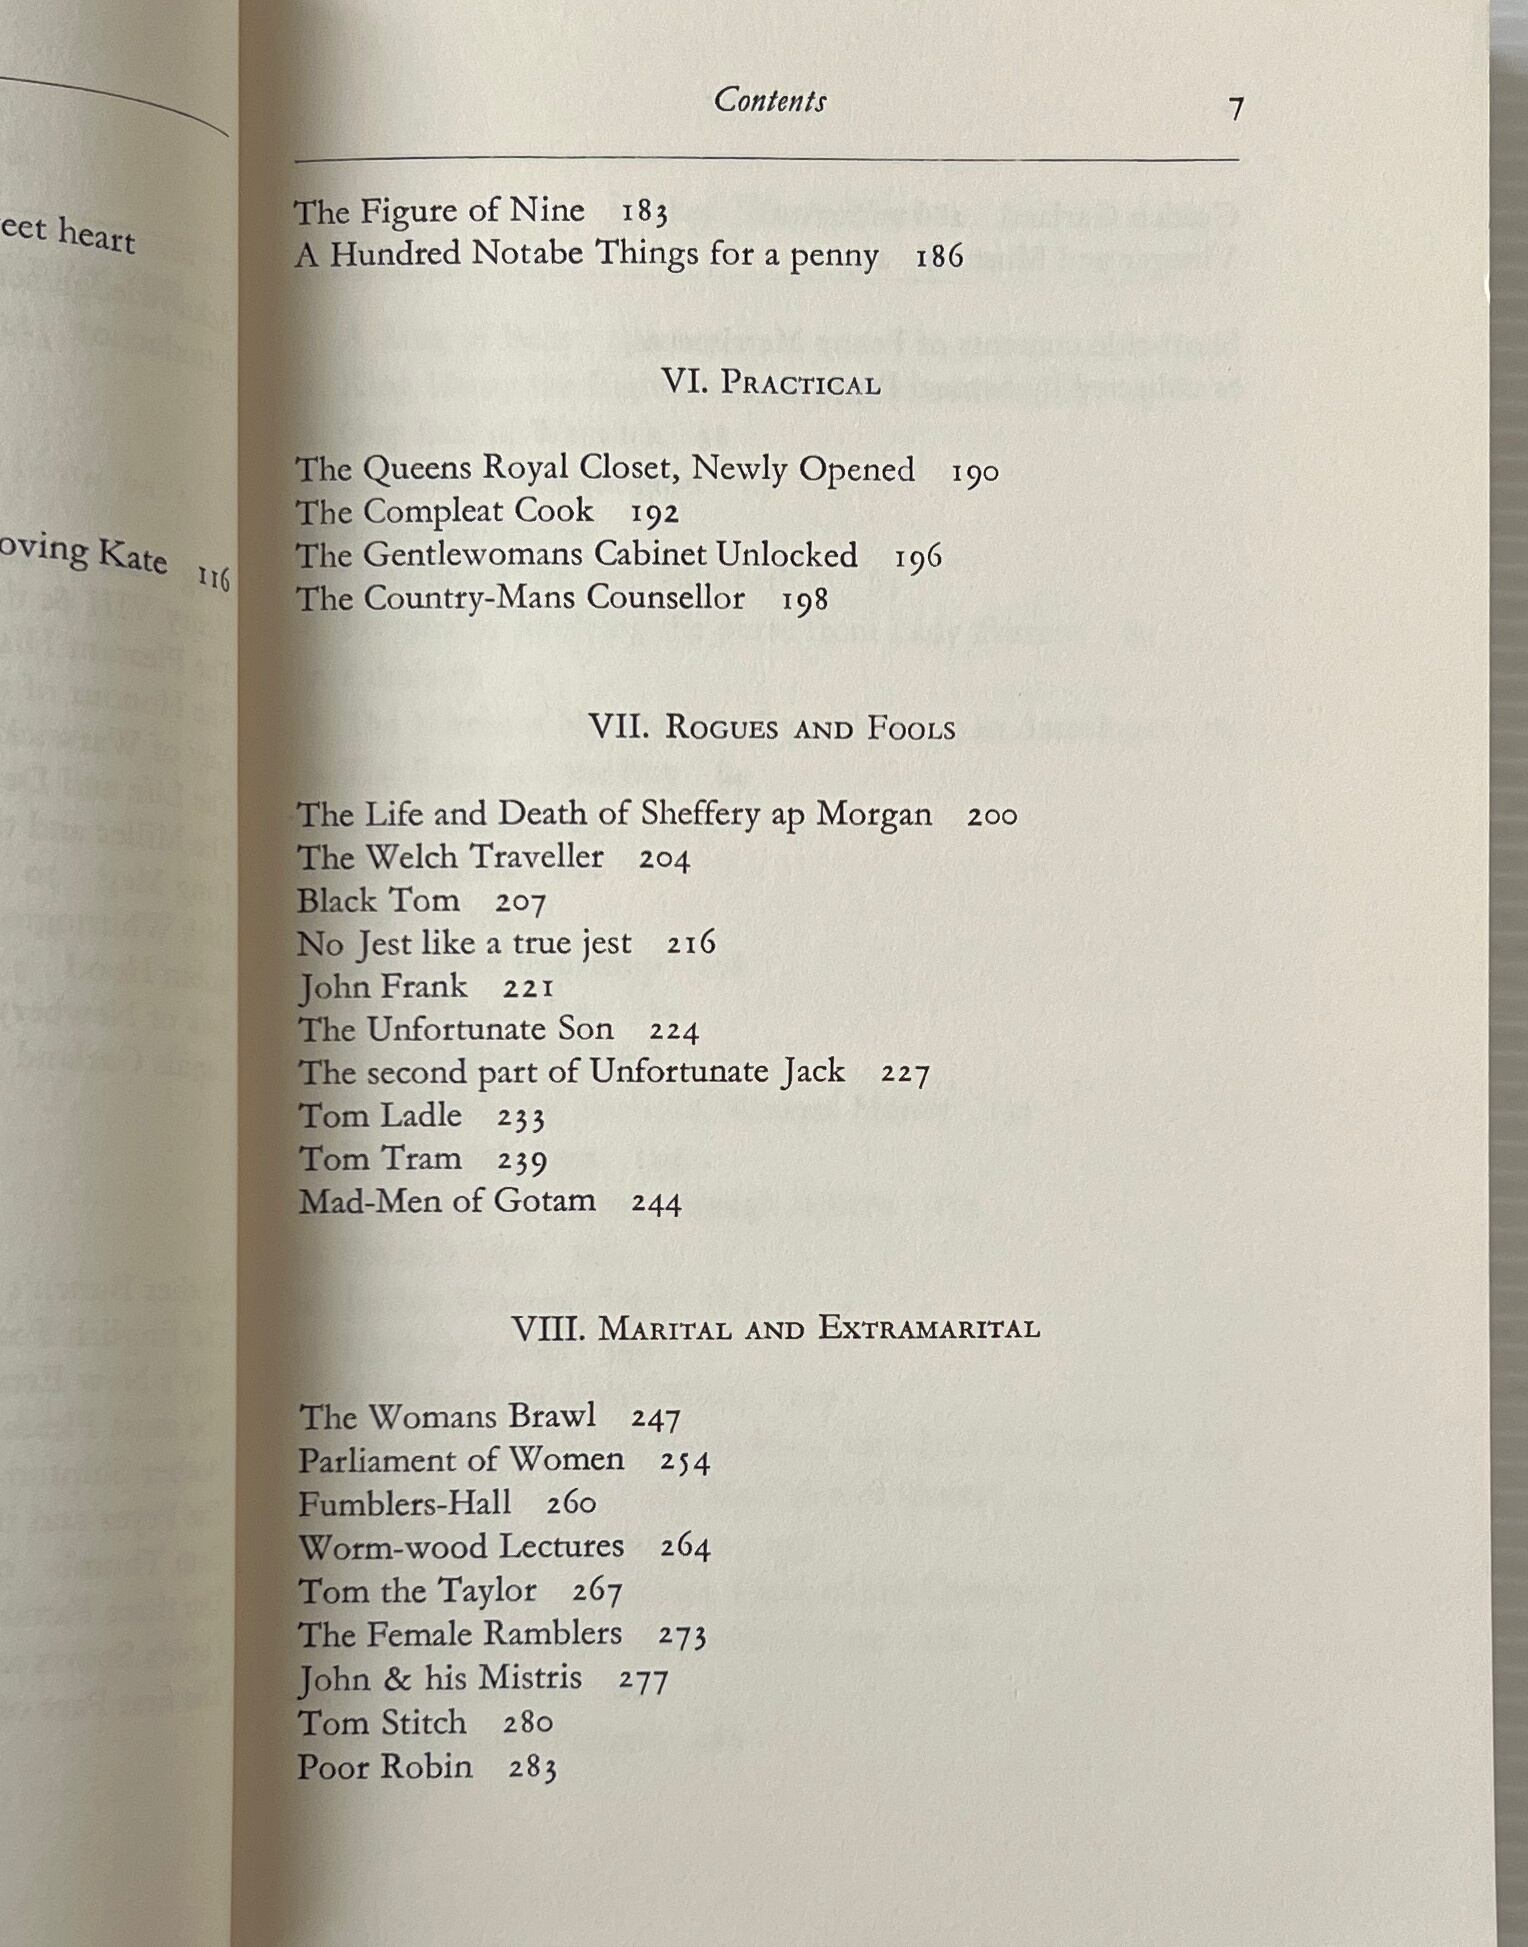 eet heart
oving Kate 116
Contents 7
The Figure of Nine 183
A Hundred Notabe Things for a penny 186
VI. Practical
The Queens Royal Closet, Newly Opened 190
The Compleat Cook 192
The Gentlewomans Cabinet Unlocked 196
The Country-Mans Counsellor 198
VII. Rogues and Fools
The Life and Death of Sheffery ap Morgan 200
The Welch Traveller 204
Black Tom 207
No Jest like a true jest 216
John Frank 221
The Unfortunate Son 224
The second part of Unfortunate Jack 227
Tom Ladle 233
Tom Tram 239
Mad-Men of Gotam 244
VIII. Marital and Extramarital
The Womans Brawl 247
Parliament of Women 254
Fumblers-Hall 260
Worm-wood Lectures 264
Tom the Taylor 267
The Female Ramblers 273
John & his Mistris 277
Tom Stitch 280
Poor Robin 283